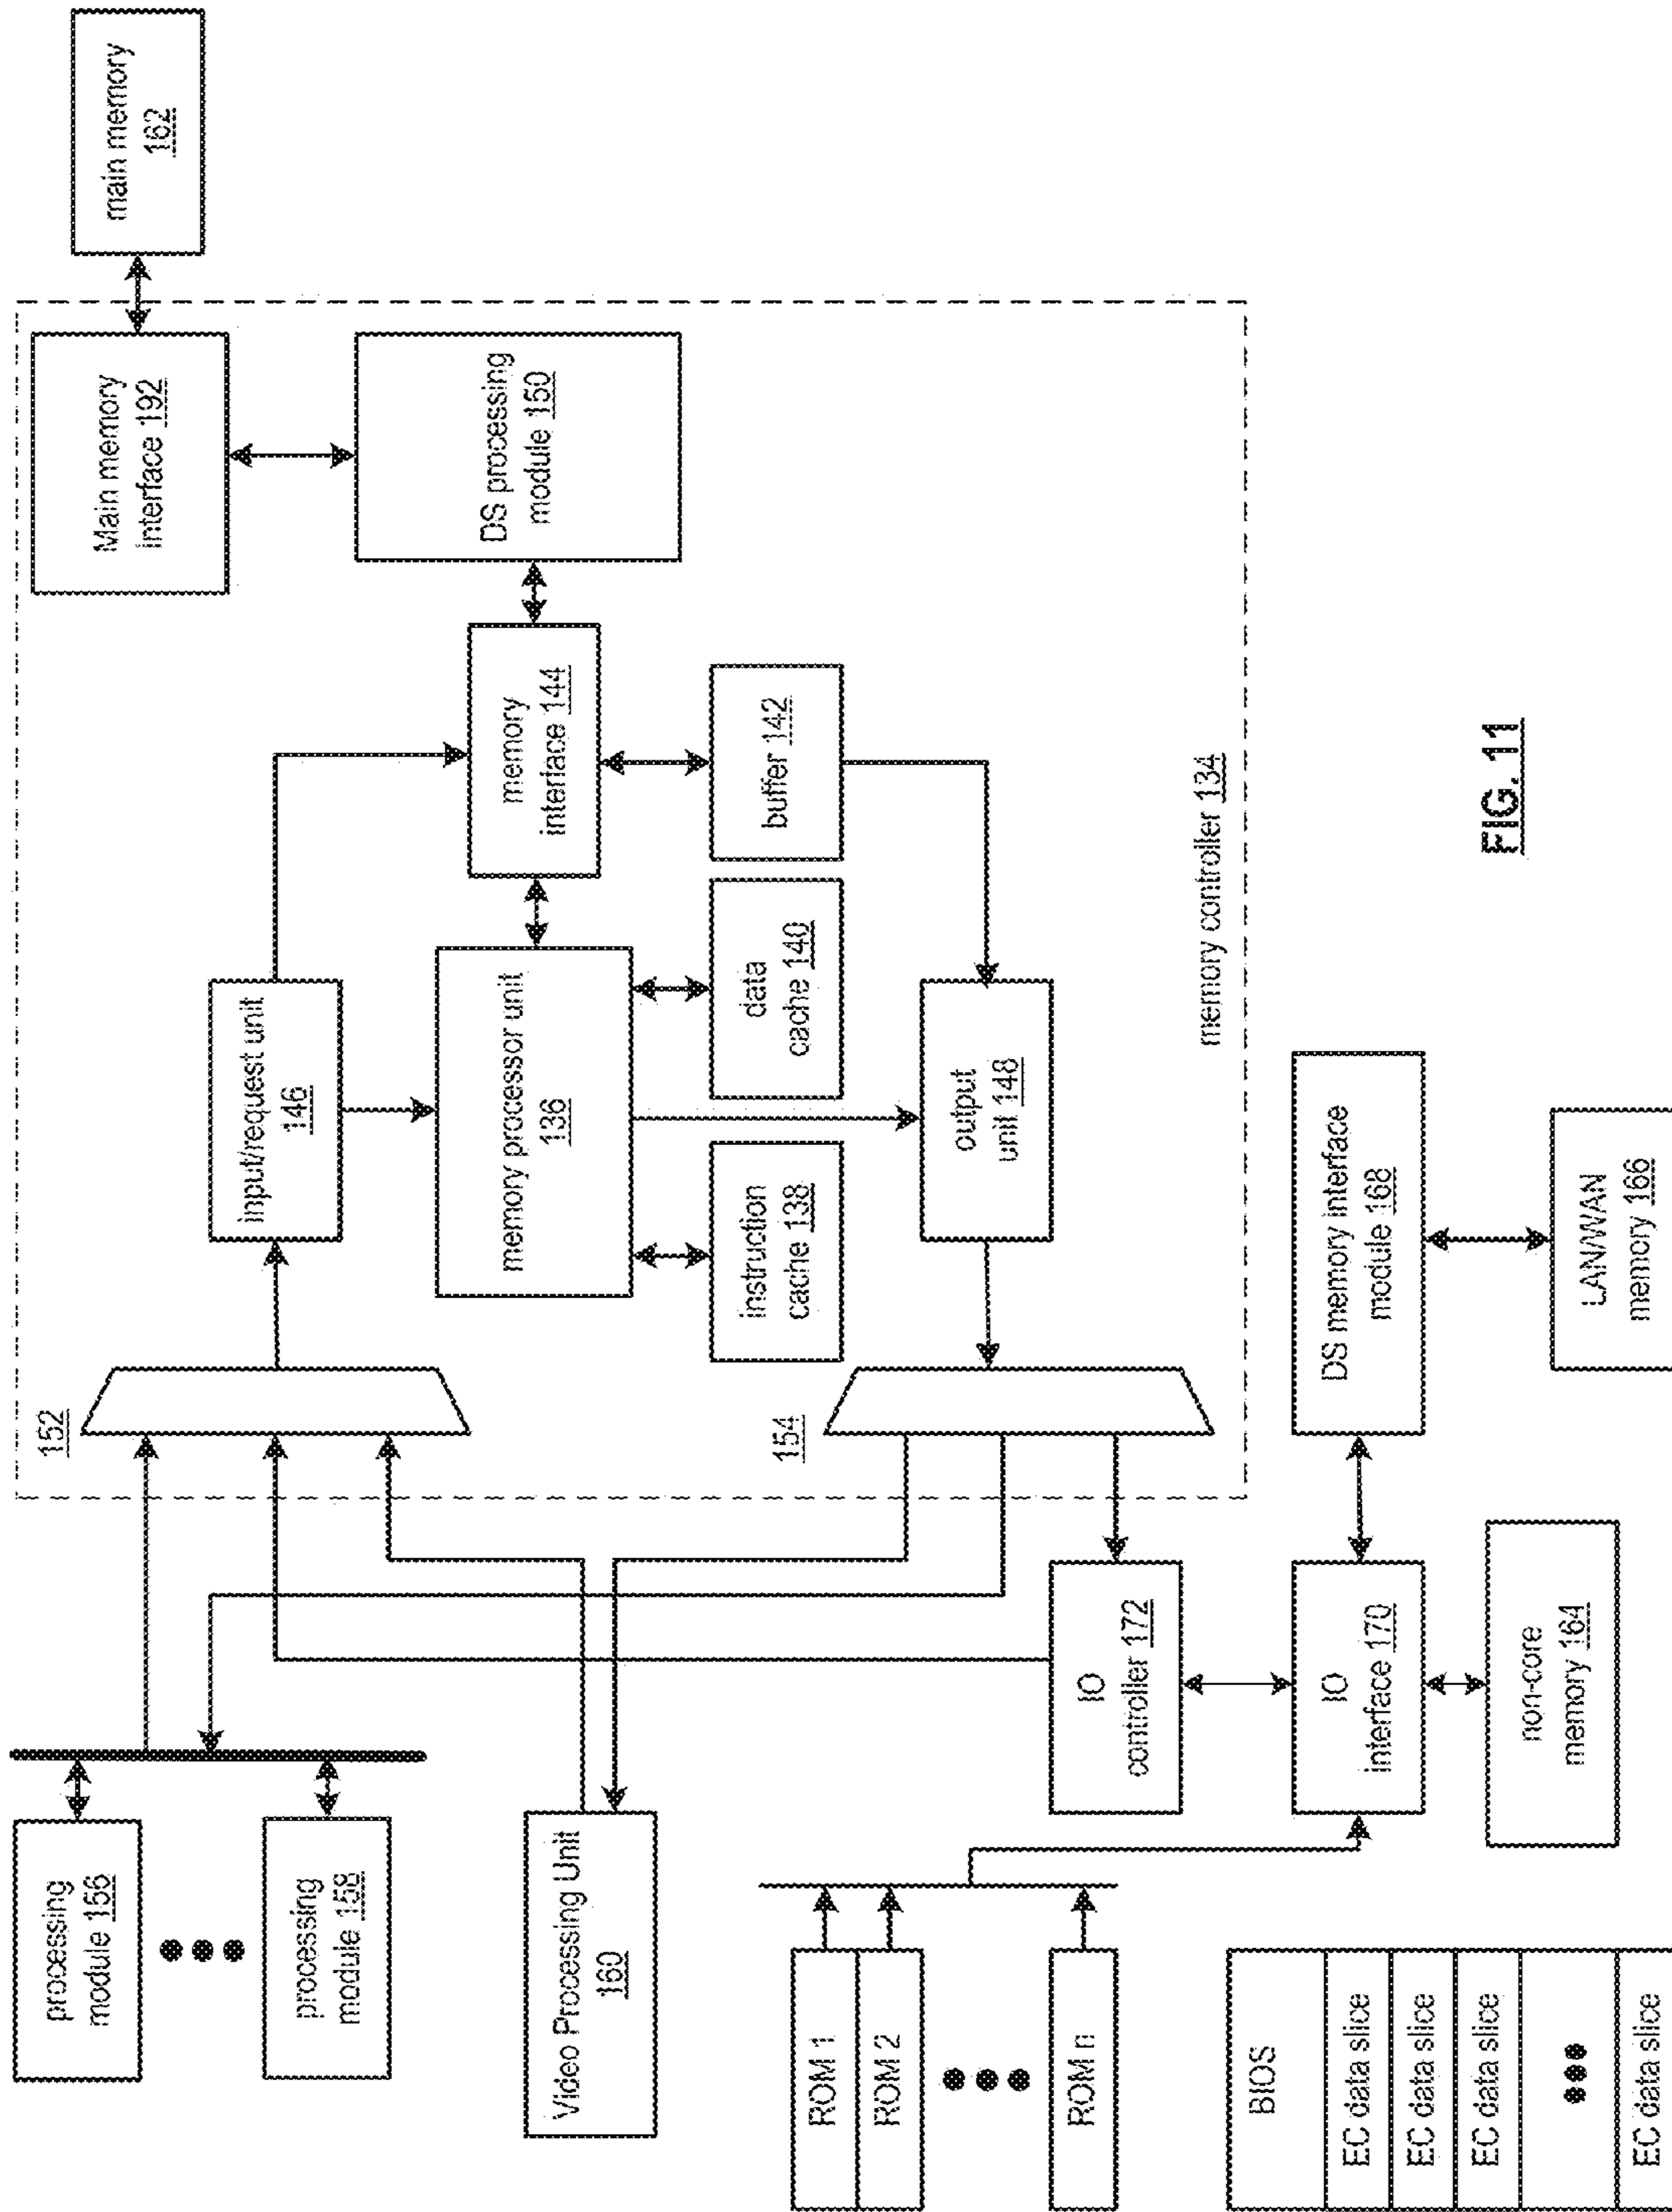 processing
module 156
processing
module 158
Video Processing Unit
160
ROM 1
ROM 2
ROM n
BIOS
EC data slice
EC data slice
EC data slice
EC data slice
152
154
IO
controller 172
IO
interface 170
non-core
memory 164
input/request unit
146
memory processor unit
136
instruction
cache 138
data
cache 140
output
unit 148
memory
interface 144
buffer 142
DS processing
module 150
Main memory
interface 192
main memory
162
memory controller 134
DS memory interface
module 168
LAN/WAN
memory 166
FIG. 11